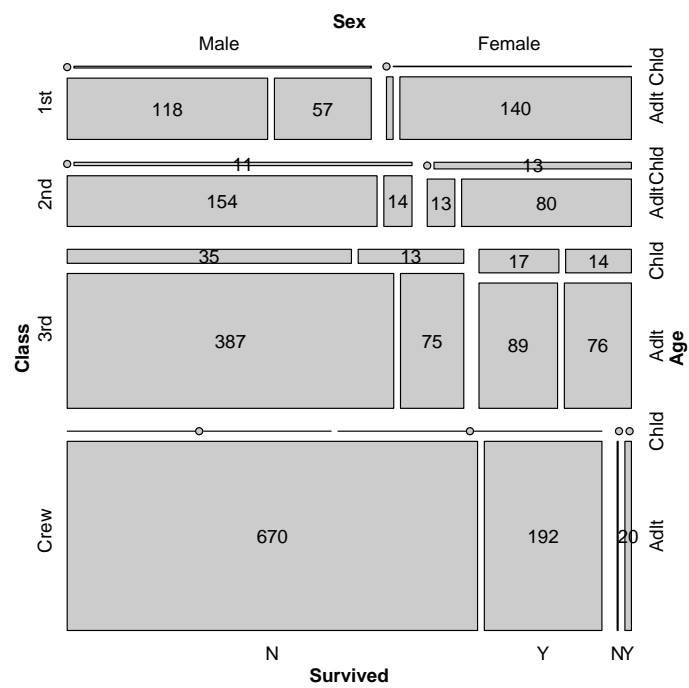 Sex
Male Female
1st Chld
118 57 140 Adlt
2nd 11 13 Chld
154 14 13 80 Adlt
3rd 35 13 17 14 Chld
387 75 89 76 Adlt
Class Age
Crew Chld
670 192 20 Adlt
N Y N Y
Survived